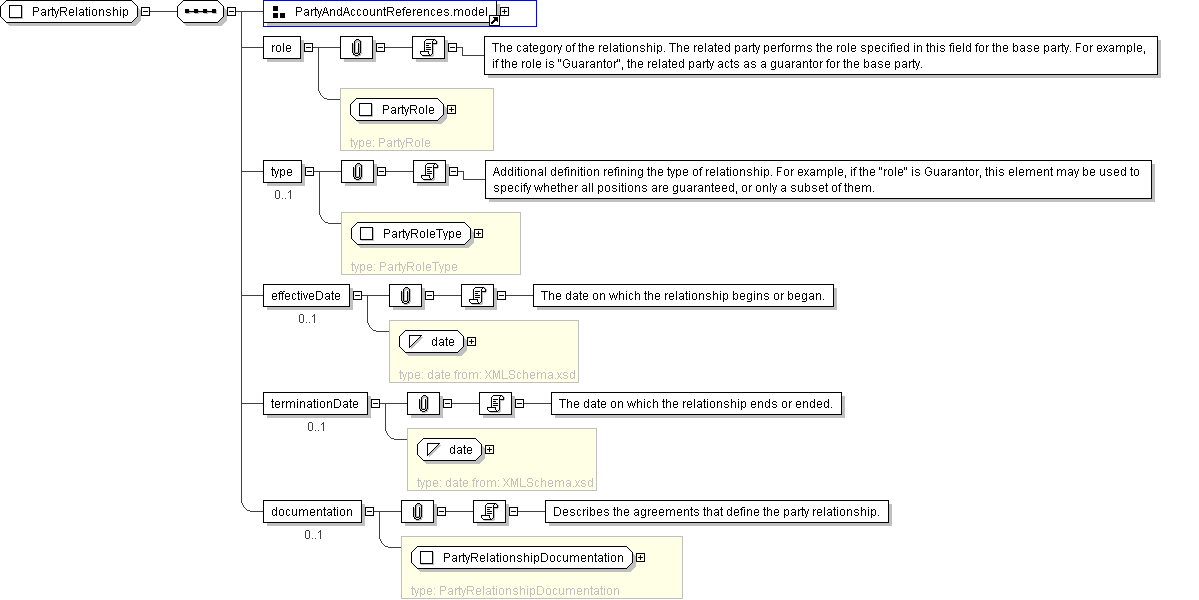 PartyRelationship
PartyAndAccountReferences.model
role
The category of the relationship. The related party performs the role specified in this field for the base party. For example,
if the role is "Guarantor", the related party acts as a guarantor for the base party.
PartyRole
type: PartyRole
type
0..1
Additional definition refining the type of relationship. For example, if the "role" is Guarantor, this element may be used to
specify whether all positions are guaranteed, or only a subset of them.
PartyRoleType
type: PartyRoleType
effectiveDate
0..1
The date on which the relationship begins or began.
date
type: date from: XMLSchema.xsd
terminationDate
0..1
The date on which the relationship ends or ended.
date
type: date from: XMLSchema.xsd
documentation
0..1
Describes the agreements that define the party relationship.
PartyRelationshipDocumentation
type: PartyRelationshipDocumentation